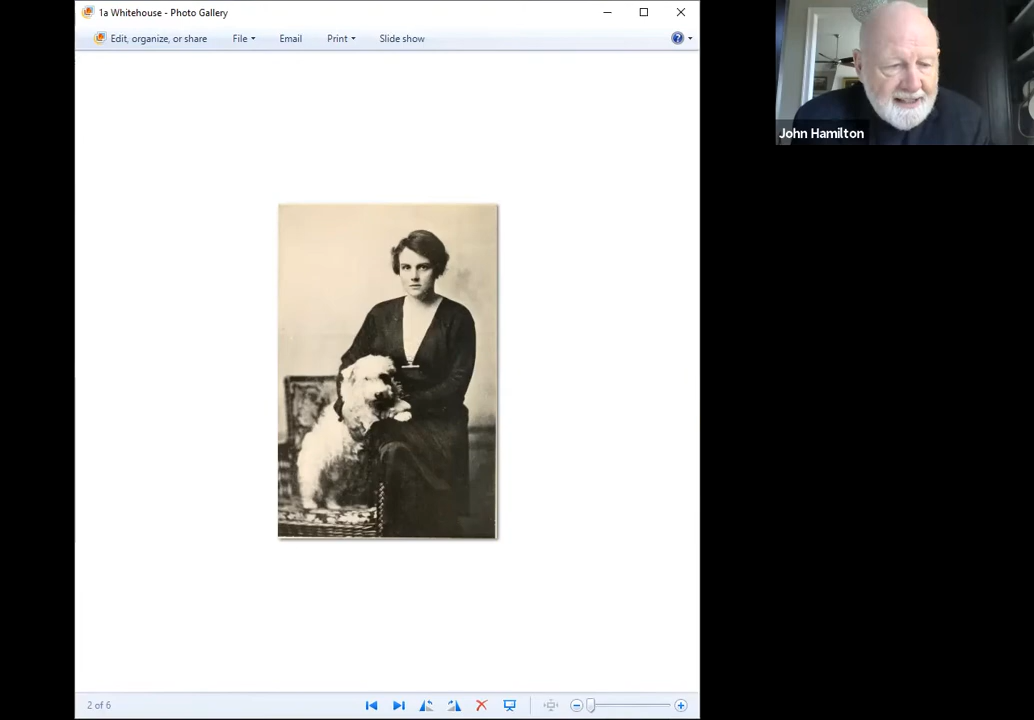 1a Whitehouse - Photo Gallery
Edit, organize, or share File Email Print Slide show
John Hamilton
2 of 6